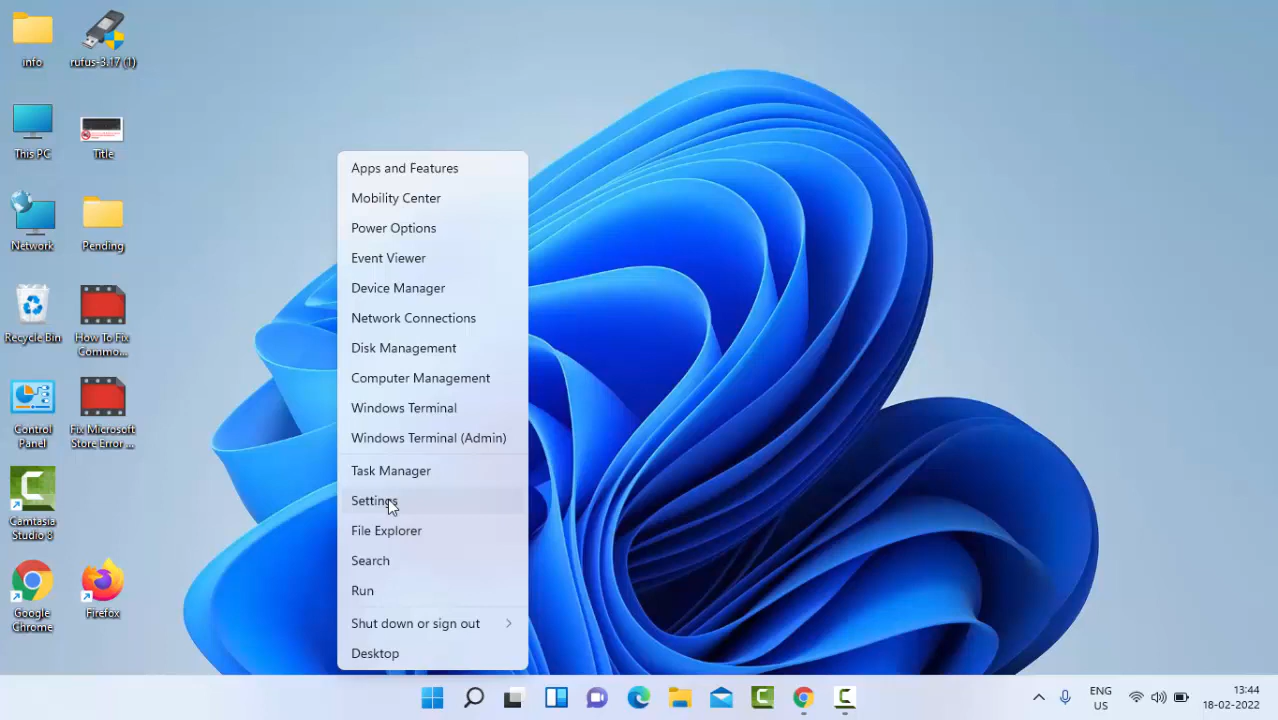 info
rufus-3.17 (1)
This PC
Title
Network
Pending
Recycle Bin
How To Fix
Commo...
Control
Panel
Fix Microsoft
Store Error ...
Camtasia
Studio 8
Google
Chrome
Firefox
Apps and Features
Mobility Center
Power Options
Event Viewer
Device Manager
Network Connections
Disk Management
Computer Management
Windows Terminal
Windows Terminal (Admin)
Task Manager
Settings
File Explorer
Search
Run
Shut down or sign out
Desktop
ENG
US
13:44
18-02-2022